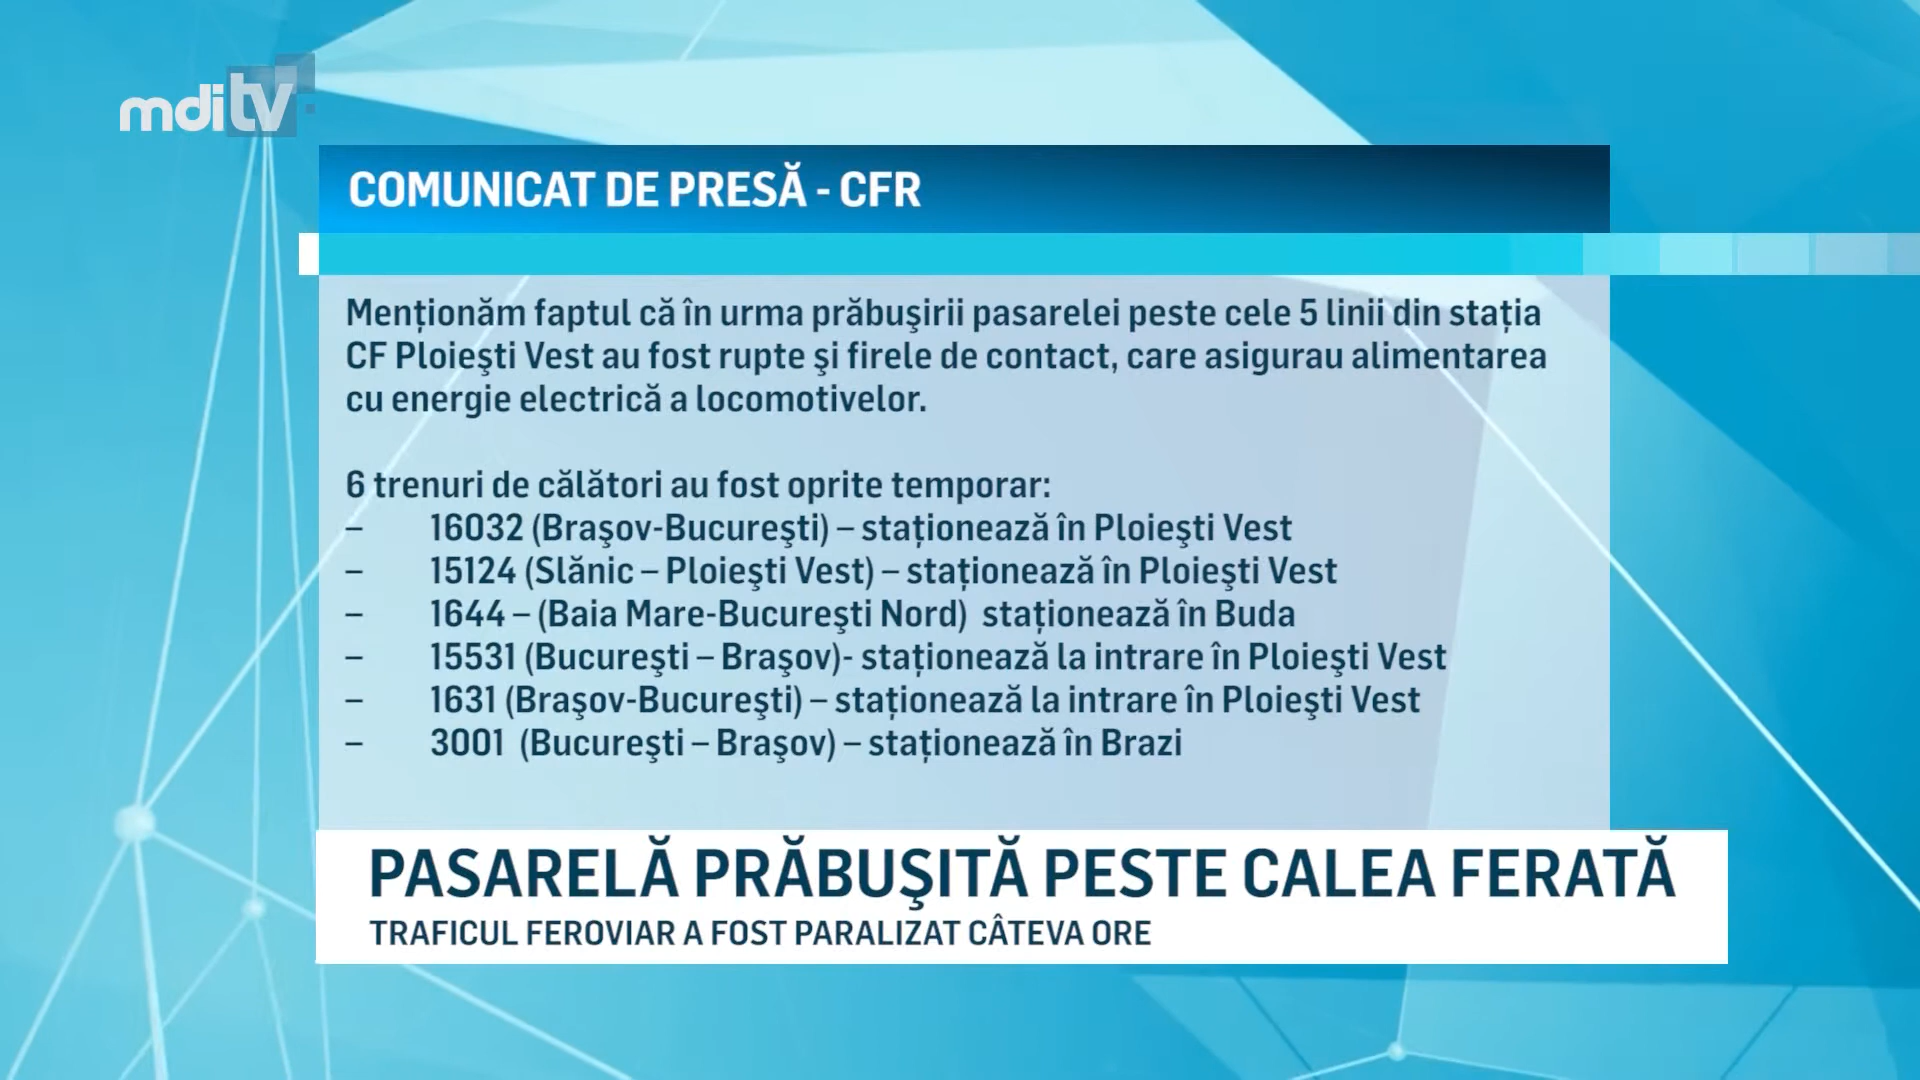 mditv
COMUNICAT DE PRESĂ - CFR
Menționăm faptul că în urma prăbuşirii pasarelei peste cele 5 linii din stația
CF Ploieşti Vest au fost rupte şi firele de contact, care asigurau alimentarea
cu energie electrică a locomotivelor.
6 trenuri de călători au fost oprite temporar:
– 16032 (Braşov-Bucureşti) – staționează în Ploieşti Vest
– 15124 (Slănic – Ploieşti Vest) – staționează în Ploieşti Vest
– 1644 – (Baia Mare-Bucureşti Nord)  staționează în Buda
– 15531 (Bucureşti – Braşov)- staționează la intrare în Ploieşti Vest
– 1631 (Braşov-Bucureşti) – staționează la intrare în Ploieşti Vest
– 3001  (Bucureşti – Braşov) – staționează în Brazi
PASARELĂ PRĂBUŞITĂ PESTE CALEA FERATĂ
TRAFICUL FEROVIAR A FOST PARALIZAT CÂTEVA ORE